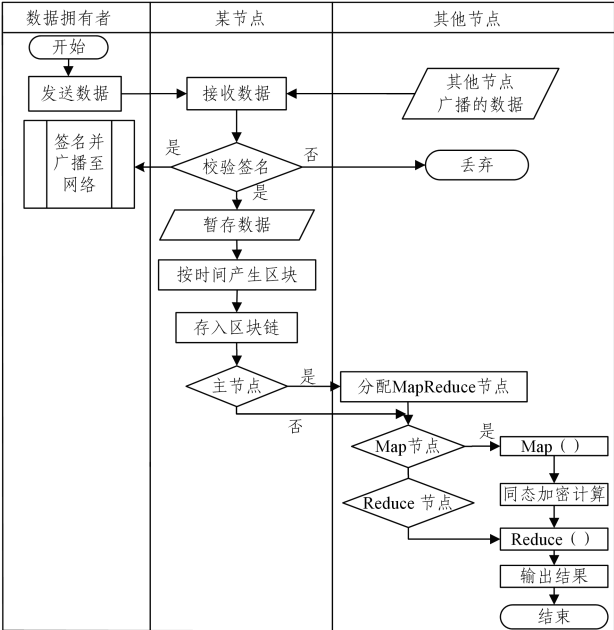 数据拥有者
某节点
其他节点
开始
发送数据
接收数据
其他节点
广播的数据
签名并
广播至
网络
是
校验签名
否
丢弃
是
暂存数据
按时间产生区块
存入区块链
主节点
是
分配MapReduce节点
否
Map节点
是
Map（）
Reduce 节点
同态加密计算
Reduce（）
输出结果
结束